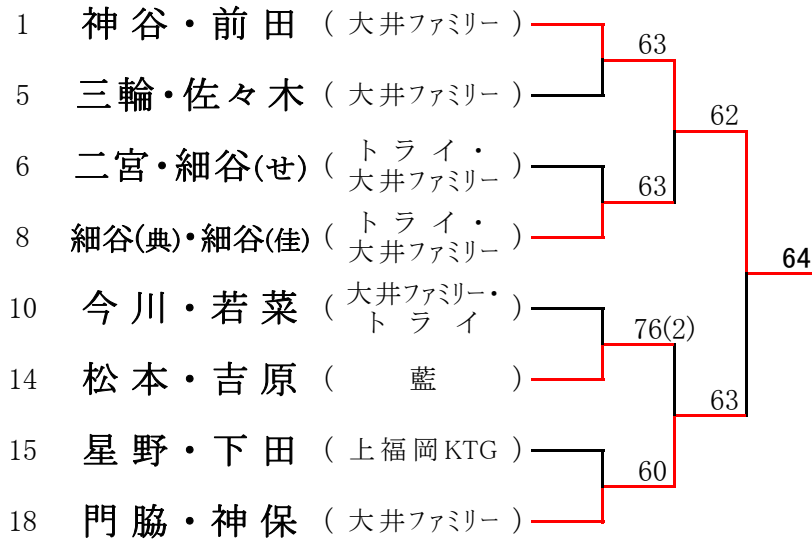 1 神谷・前田 ( 大井ファミリー )
63
5 三輪・佐々木 ( 大井ファミリー )
62
6 二宮・細谷(せ) ( トライ・大井ファミリー )
63
8 細谷(典)・細谷(佳) ( トライ・大井ファミリー )
64
10 今川・若菜 ( 大井ファミリー・トライ )
76(2)
14 松本・吉原 ( 藍 )
63
15 星野・下田 ( 上福岡KTG )
60
18 門脇・神保 ( 大井ファミリー )